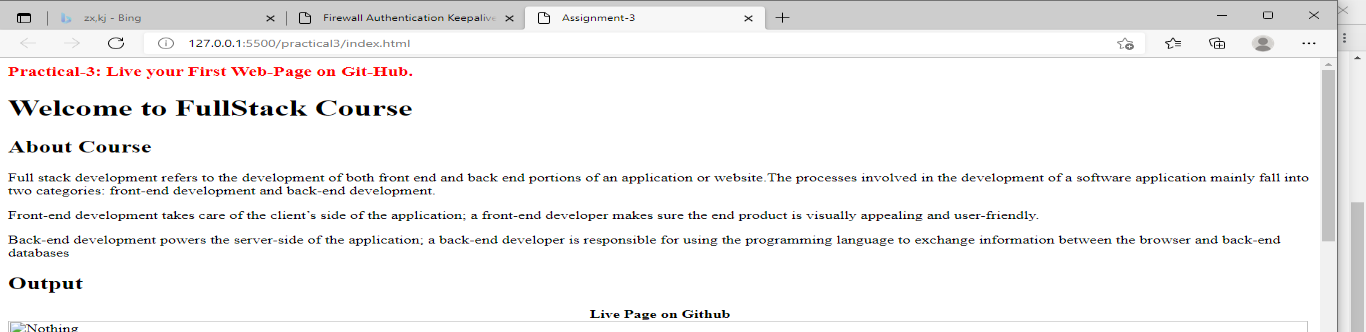 zx,kj - Bing
Firewall Authentication Keepalive
Assignment-3
127.0.0.1:5500/practical3/index.html
Practical-3: Live your First Web-Page on Git-Hub.
Welcome to FullStack Course
About Course
Full stack development refers to the development of both front end and back end portions of an application or website.The processes involved in the development of a software application mainly fall into
two categories: front-end development and back-end development.
Front-end development takes care of the client's side of the application; a front-end developer makes sure the end product is visually appealing and user-friendly.
Back-end development powers the server-side of the application; a back-end developer is responsible for using the programming language to exchange information between the browser and back-end
databases
Output
Live Page on Github
Nothing